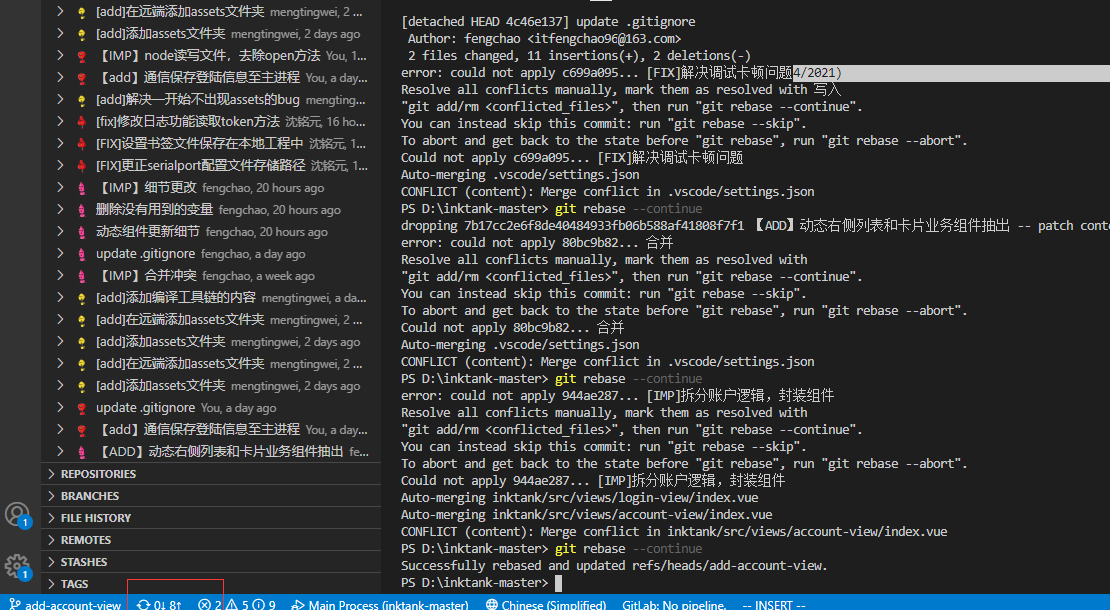 [add]在远端添加assets文件夹 mengtingwei, 2 ...
[add]添加assets文件夹 mengtingwei, 2 days ago
【IMP】node读写文件，去除open方法 You, 1...
【add】通信保存登陆信息至主进程 You, a day...
[add]解决一开始不出现assets的bug mengting...
[fix]修改日志功能读取token方法 沈铭元, 16 ho...
[FIX]设置书签文件保存在本地工程中 沈铭元, 1...
[FIX]更正serialport配置文件存储路径 沈铭元, 1...
【IMP】细节更改 fengchao, 20 hours ago
删除没有用到的变量 fengchao, 20 hours ago
动态组件更新细节 fengchao, 20 hours ago
update .gitignore fengchao, a day ago
【IMP】合并冲突 fengchao, a week ago
[add]添加编译工具链的内容 mengtingwei, a da...
[add]在远端添加assets文件夹 mengtingwei, 2 ...
[add]添加assets文件夹 mengtingwei, 2 days ago
[add]在远端添加assets文件夹 mengtingwei, 2 ...
[add]添加assets文件夹 mengtingwei, 2 days ago
update .gitignore You, a day ago
【add】通信保存登陆信息至主进程 You, a day...
【ADD】动态右侧列表和卡片业务组件抽出 fe...
REPOSITORIES
BRANCHES
FILE HISTORY
REMOTES
STASHES
TAGS
1
1
[detached HEAD 4c46e137] update .gitignore
Author: fengchao <itfengchao96@163.com>
2 files changed, 11 insertions(+), 2 deletions(-)
error: could not apply c699a095... [FIX]解决调试卡顿问题4/2021)
Resolve all conflicts manually, mark them as resolved with 写入
"git add/rm <conflicted_files>", then run "git rebase --continue".
You can instead skip this commit: run "git rebase --skip".
To abort and get back to the state before "git rebase", run "git rebase --abort".
Could not apply c699a095... [FIX]解决调试卡顿问题
Auto-merging .vscode/settings.json
CONFLICT (content): Merge conflict in .vscode/settings.json
PS D:\inktank-master> git rebase --continue
dropping 7b17cc2e6f8de40484933fb06b588af41808f7f1 【ADD】动态右侧列表和卡片业务组件抽出 -- patch conte
error: could not apply 80bc9b82... 合并
Resolve all conflicts manually, mark them as resolved with
"git add/rm <conflicted_files>", then run "git rebase --continue".
You can instead skip this commit: run "git rebase --skip".
To abort and get back to the state before "git rebase", run "git rebase --abort".
Could not apply 80bc9b82... 合并
Auto-merging .vscode/settings.json
CONFLICT (content): Merge conflict in .vscode/settings.json
PS D:\inktank-master> git rebase --continue
error: could not apply 944ae287... [IMP]拆分账户逻辑，封装组件
Resolve all conflicts manually, mark them as resolved with
"git add/rm <conflicted_files>", then run "git rebase --continue".
You can instead skip this commit: run "git rebase --skip".
To abort and get back to the state before "git rebase", run "git rebase --abort".
Could not apply 944ae287... [IMP]拆分账户逻辑，封装组件
Auto-merging inktank/src/views/login-view/index.vue
Auto-merging inktank/src/views/account-view/index.vue
CONFLICT (content): Merge conflict in inktank/src/views/account-view/index.vue
PS D:\inktank-master> git rebase --continue
Successfully rebased and updated refs/heads/add-account-view.
PS D:\inktank-master>
add-account-view 0↓ 8↑ 2 5 9 Main Process (inktank-master) Chinese (Simplified) GitLab: No pipeline. -- INSERT --